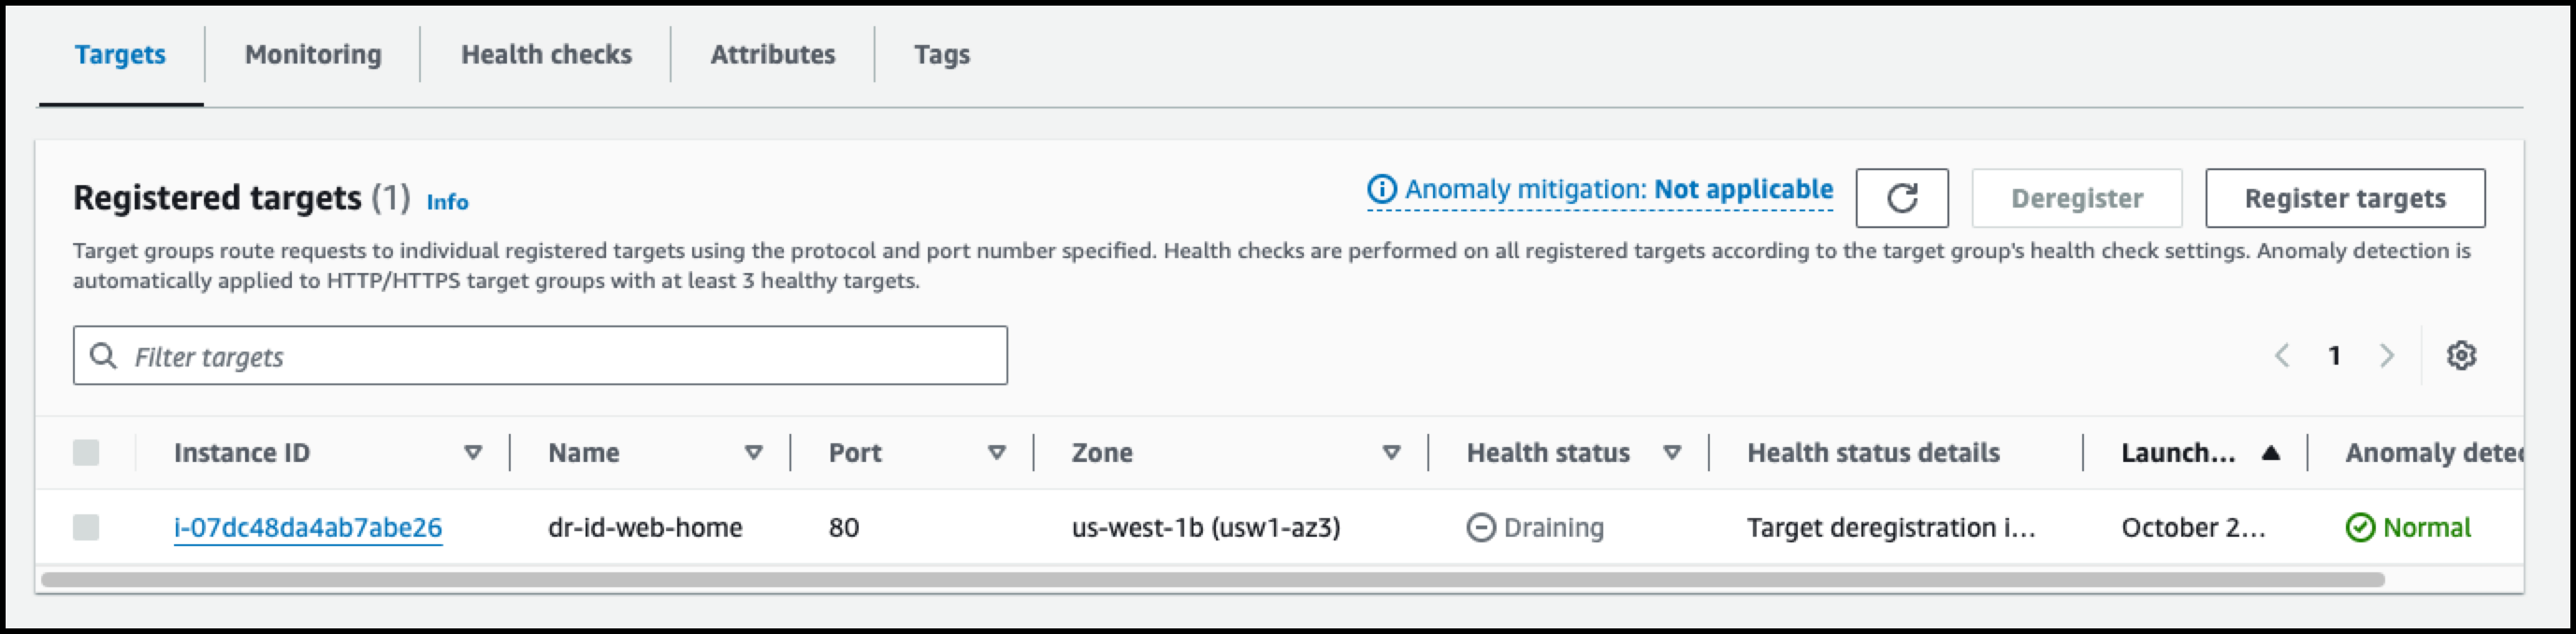 Targets Monitoring Health checks Attributes Tags
Registered targets (1) Info Anomaly mitigation: Not applicable Deregister Register targets
Target groups route requests to individual registered targets using the protocol and port number specified. Health checks are performed on all registered targets according to the target group's health check settings. Anomaly detection is
automatically applied to HTTP/HTTPS target groups with at least 3 healthy targets.
Filter targets 1
Instance ID Name Port Zone Health status Health status details Launch... Anomaly detec
i-07dc48da4ab7abe26 dr-id-web-home 80 us-west-1b (usw1-az3) Draining Target deregistration i... October 2... Normal